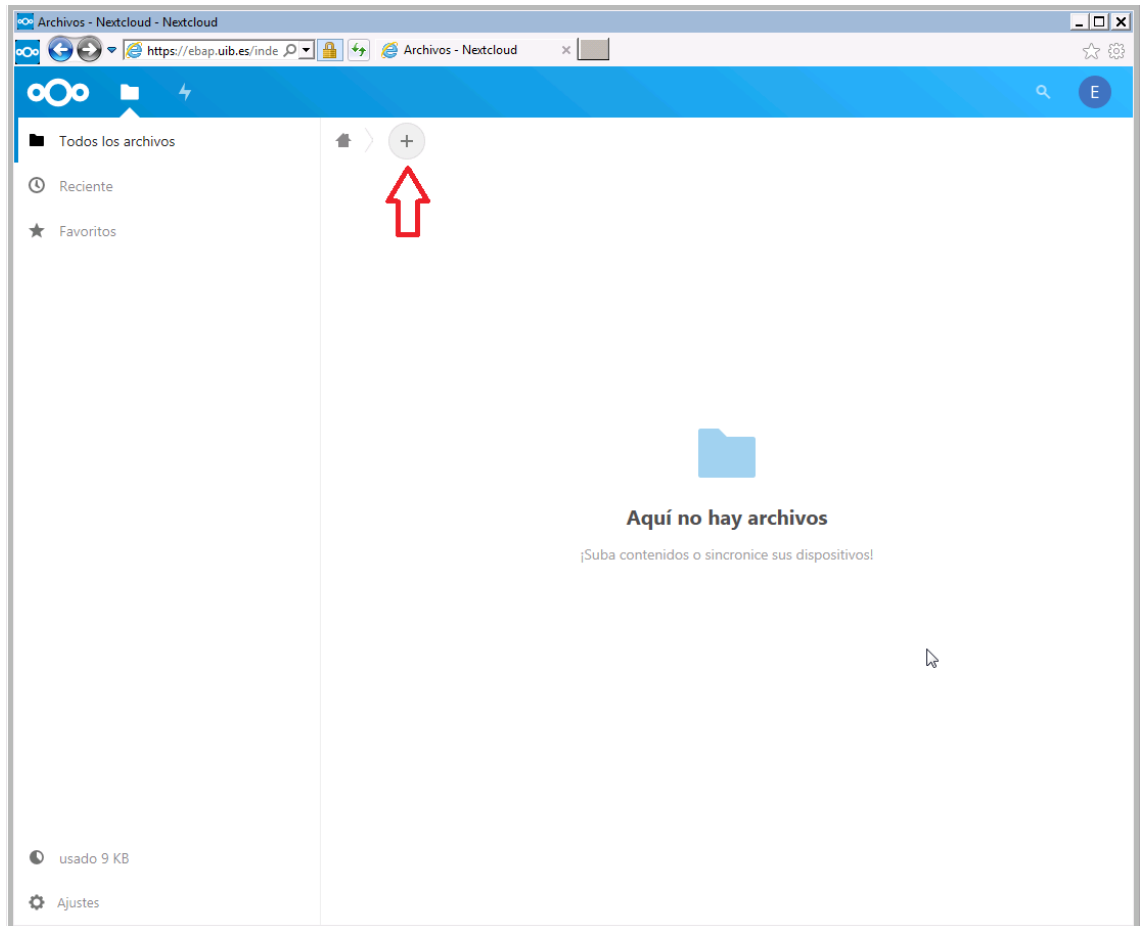 Archivos - Nextcloud - Nextcloud
https://ebap.uib.es/inde
Archivos - Nextcloud
E
Todos los archivos
Reciente
Favoritos
Aquí no hay archivos
¡Suba contenidos o sincronice sus dispositivos!
usado 9 KB
Ajustes